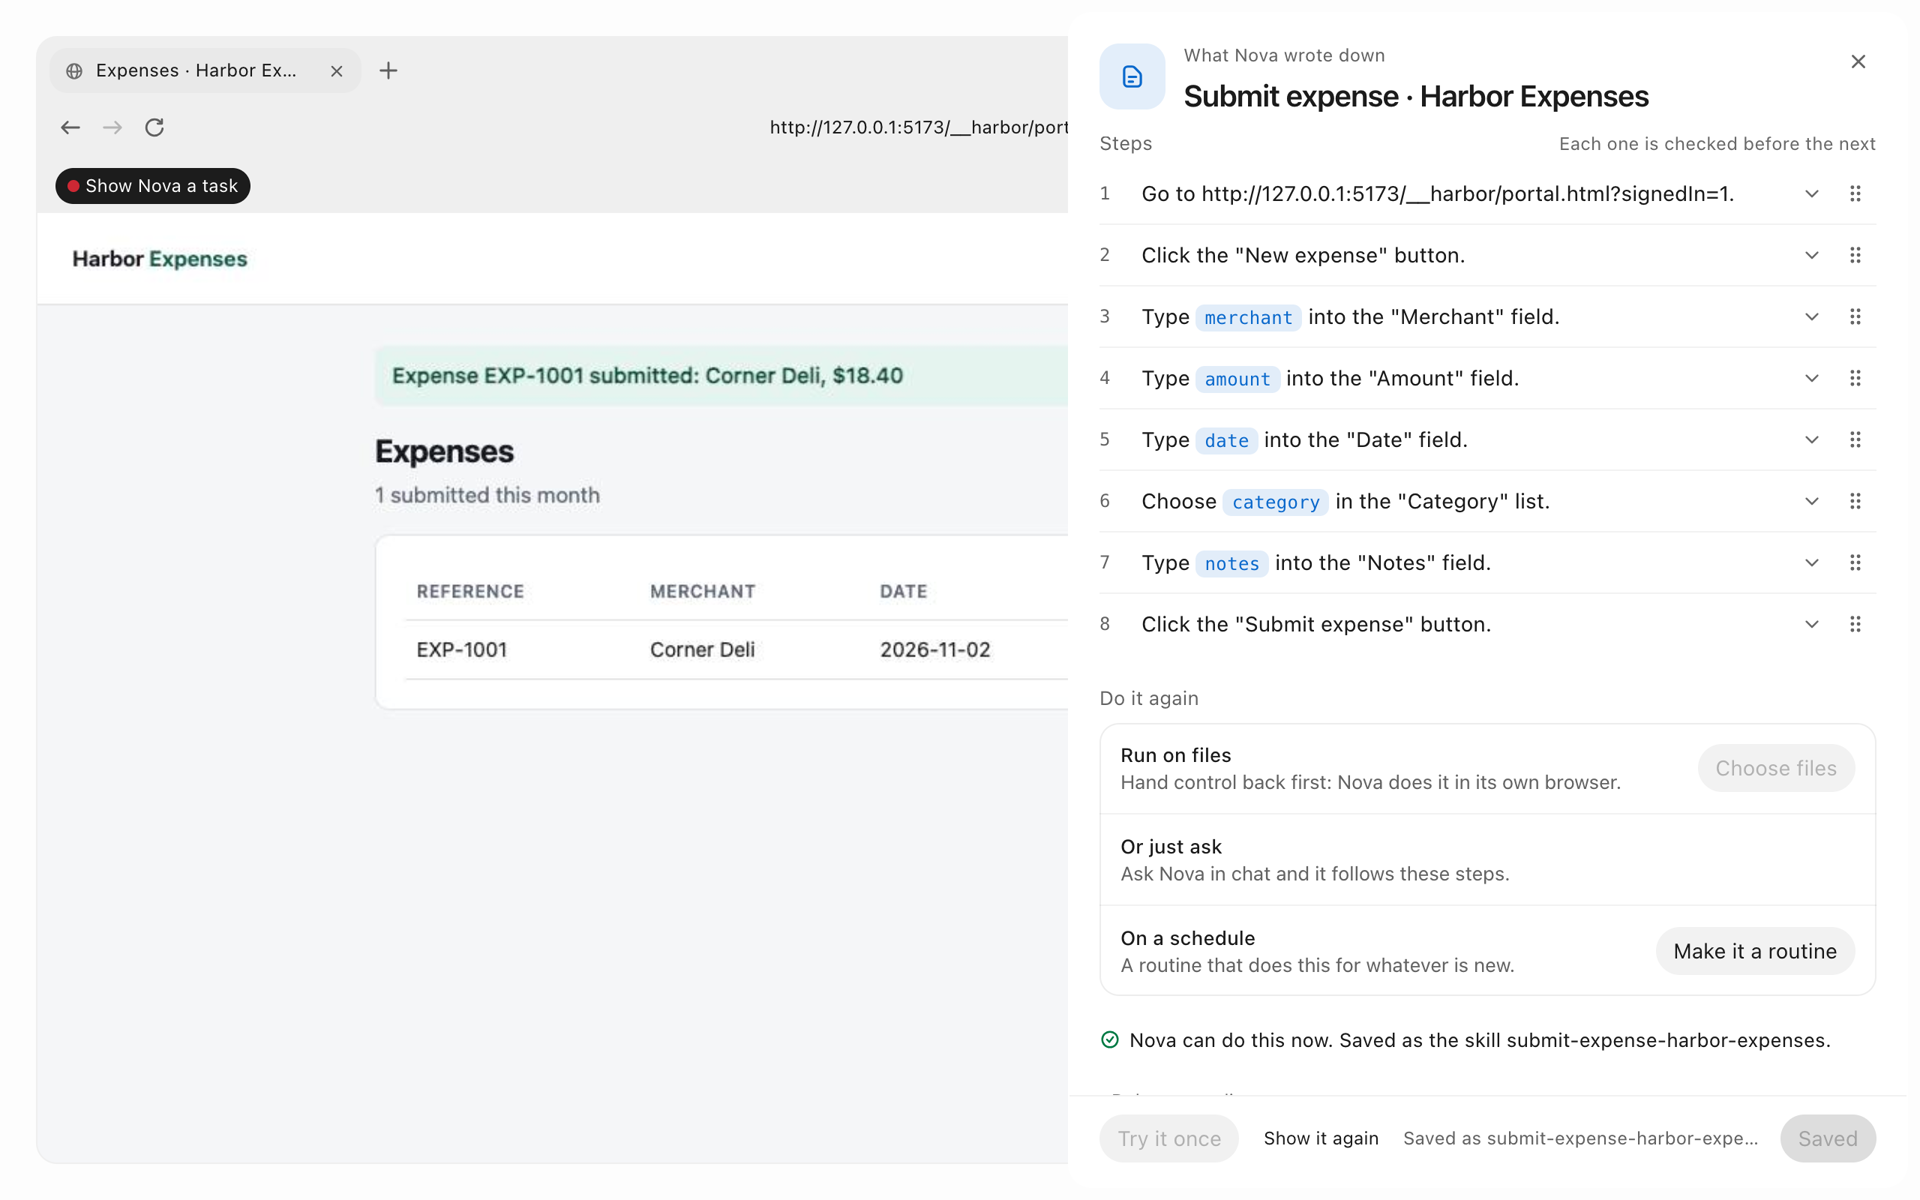 Expenses · Harbor Ex...
http://127.0.0.1:5173/__harbor/port
Show Nova a task
Harbor Expenses
Expense EXP-1001 submitted: Corner Deli, $18.40
Expenses
1 submitted this month
REFERENCE MERCHANT DATE
EXP-1001 Corner Deli 2026-11-02
What Nova wrote down
Submit expense · Harbor Expenses
Steps Each one is checked before the next
1 Go to http://127.0.0.1:5173/__harbor/portal.html?signedIn=1.
2 Click the "New expense" button.
3 Type merchant into the "Merchant" field.
4 Type amount into the "Amount" field.
5 Type date into the "Date" field.
6 Choose category in the "Category" list.
7 Type notes into the "Notes" field.
8 Click the "Submit expense" button.
Do it again
Run on files
Hand control back first: Nova does it in its own browser.
Choose files
Or just ask
Ask Nova in chat and it follows these steps.
On a schedule
A routine that does this for whatever is new.
Make it a routine
Nova can do this now. Saved as the skill submit-expense-harbor-expenses.
Try it once Show it again Saved as submit-expense-harbor-expe... Saved